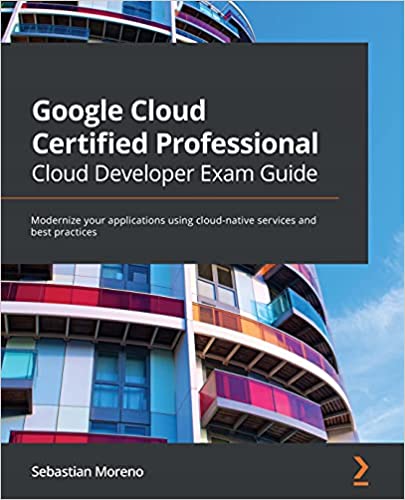 Google Cloud
Certified Professional
Cloud Developer Exam Guide
Modernize your applications using cloud-native services and
best practices
Sebastian Moreno